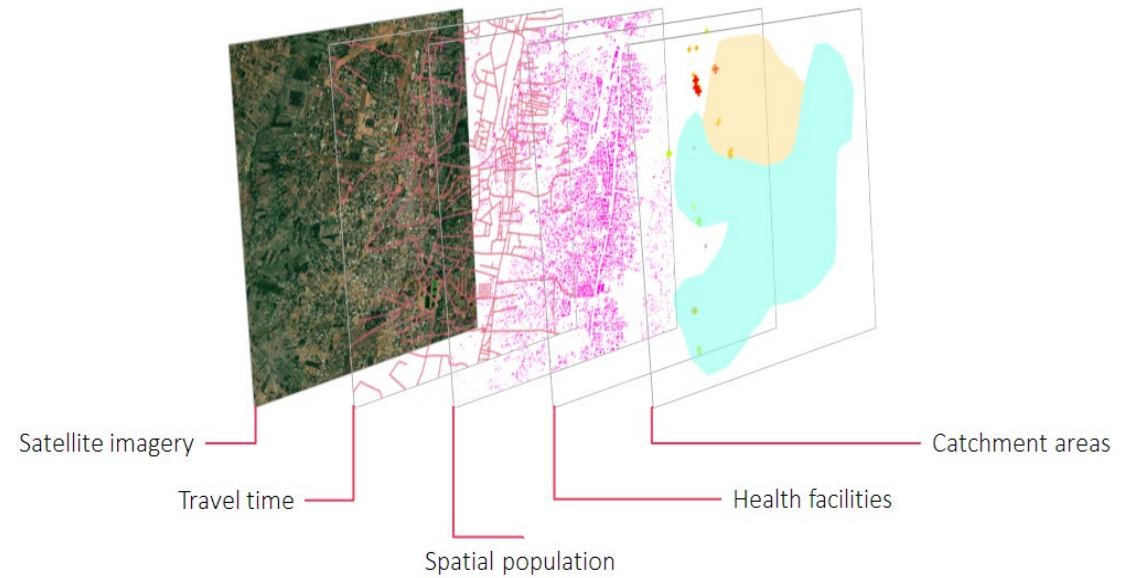 Satellite imagery
Catchment areas
Travel time
Health facilities
Spatial population